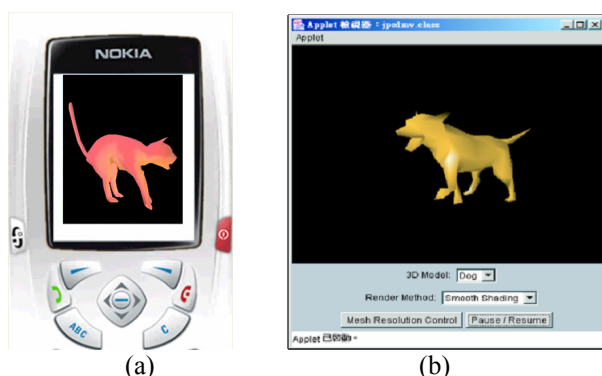 NOKIA
ABC
C
(a)
Applet 檢視器：jpslmv.class
Applet
3D Model: Dog
Render Method: Smooth Shading
Mesh Resolution Control Pause / Resume
Applet 已啟動。
(b)